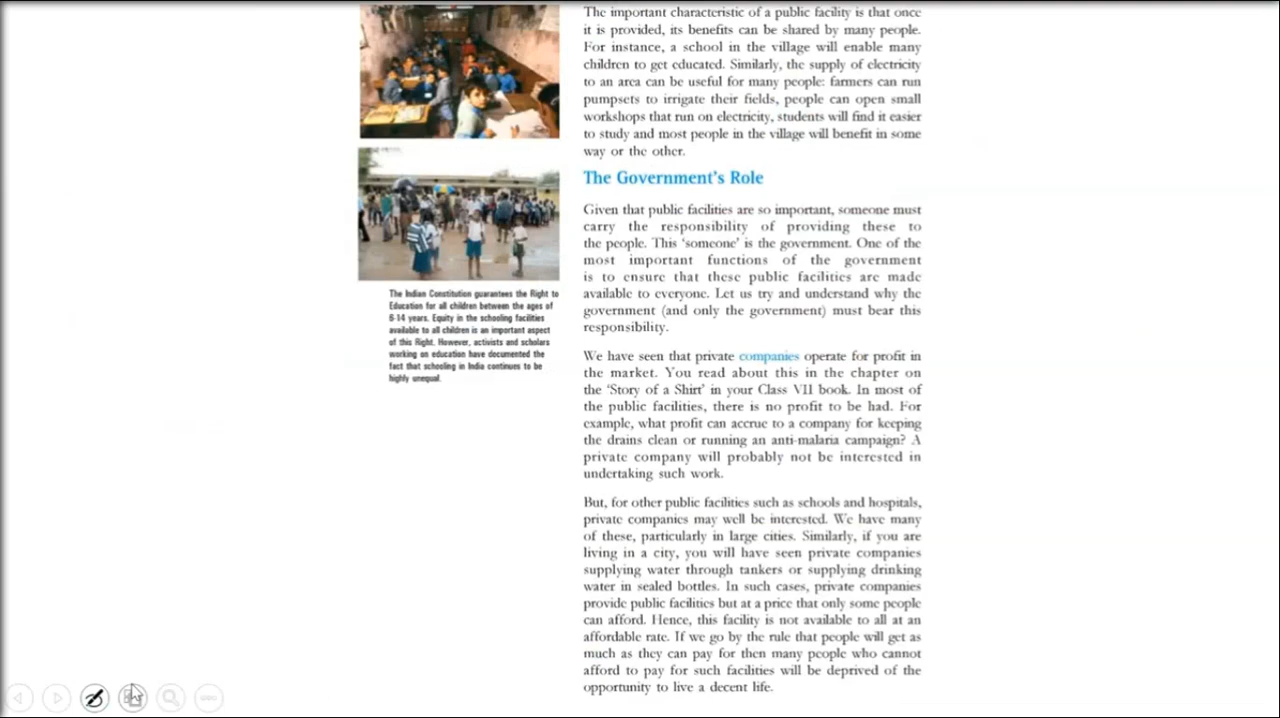 The important characteristic of a public facility is that once
it is provided, its benefits can be shared by many people.
For instance, a school in the village will enable many
children to get educated. Similarly, the supply of electricity
to an area can be useful for many people: farmers can run
pumpsets to irrigate their fields, people can open small
workshops that run on electricity, students will find it easier
to study and most people in the village will benefit in some
way or the other.
The Government's Role
Given that public facilities are so important, someone must
carry the responsibility of providing these to
the people. This 'someone' is the government. One of the
most important functions of the government
is to ensure that these public facilities are made
available to everyone. Let us try and understand why the
government (and only the government) must bear this
responsibility.
We have seen that private companies operate for profit in
the market. You read about this in the chapter on
the 'Story of a Shirt' in your Class VII book. In most of
the public facilities, there is no profit to be had. For
example, what profit can accrue to a company for keeping
the drains clean or running an anti-malaria campaign? A
private company will probably not be interested in
undertaking such work.
But, for other public facilities such as schools and hospitals,
private companies may well be interested. We have many
of these, particularly in large cities. Similarly, if you are
living in a city, you will have seen private companies
supplying water through tankers or supplying drinking
water in sealed bottles. In such cases, private companies
provide public facilities but at a price that only some people
can afford. Hence, this facility is not available to all at an
affordable rate. If we go by the rule that people will get as
much as they can pay for then many people who cannot
afford to pay for such facilities will be deprived of the
opportunity to live a decent life.
The Indian Constitution guarantees the Right to
Education for all children between the ages of
6-14 years. Equity in the schooling facilities
available to all children is an important aspect
of this Right. However, activists and scholars
working on education have documented the
fact that schooling in India continues to be
highly unequal.